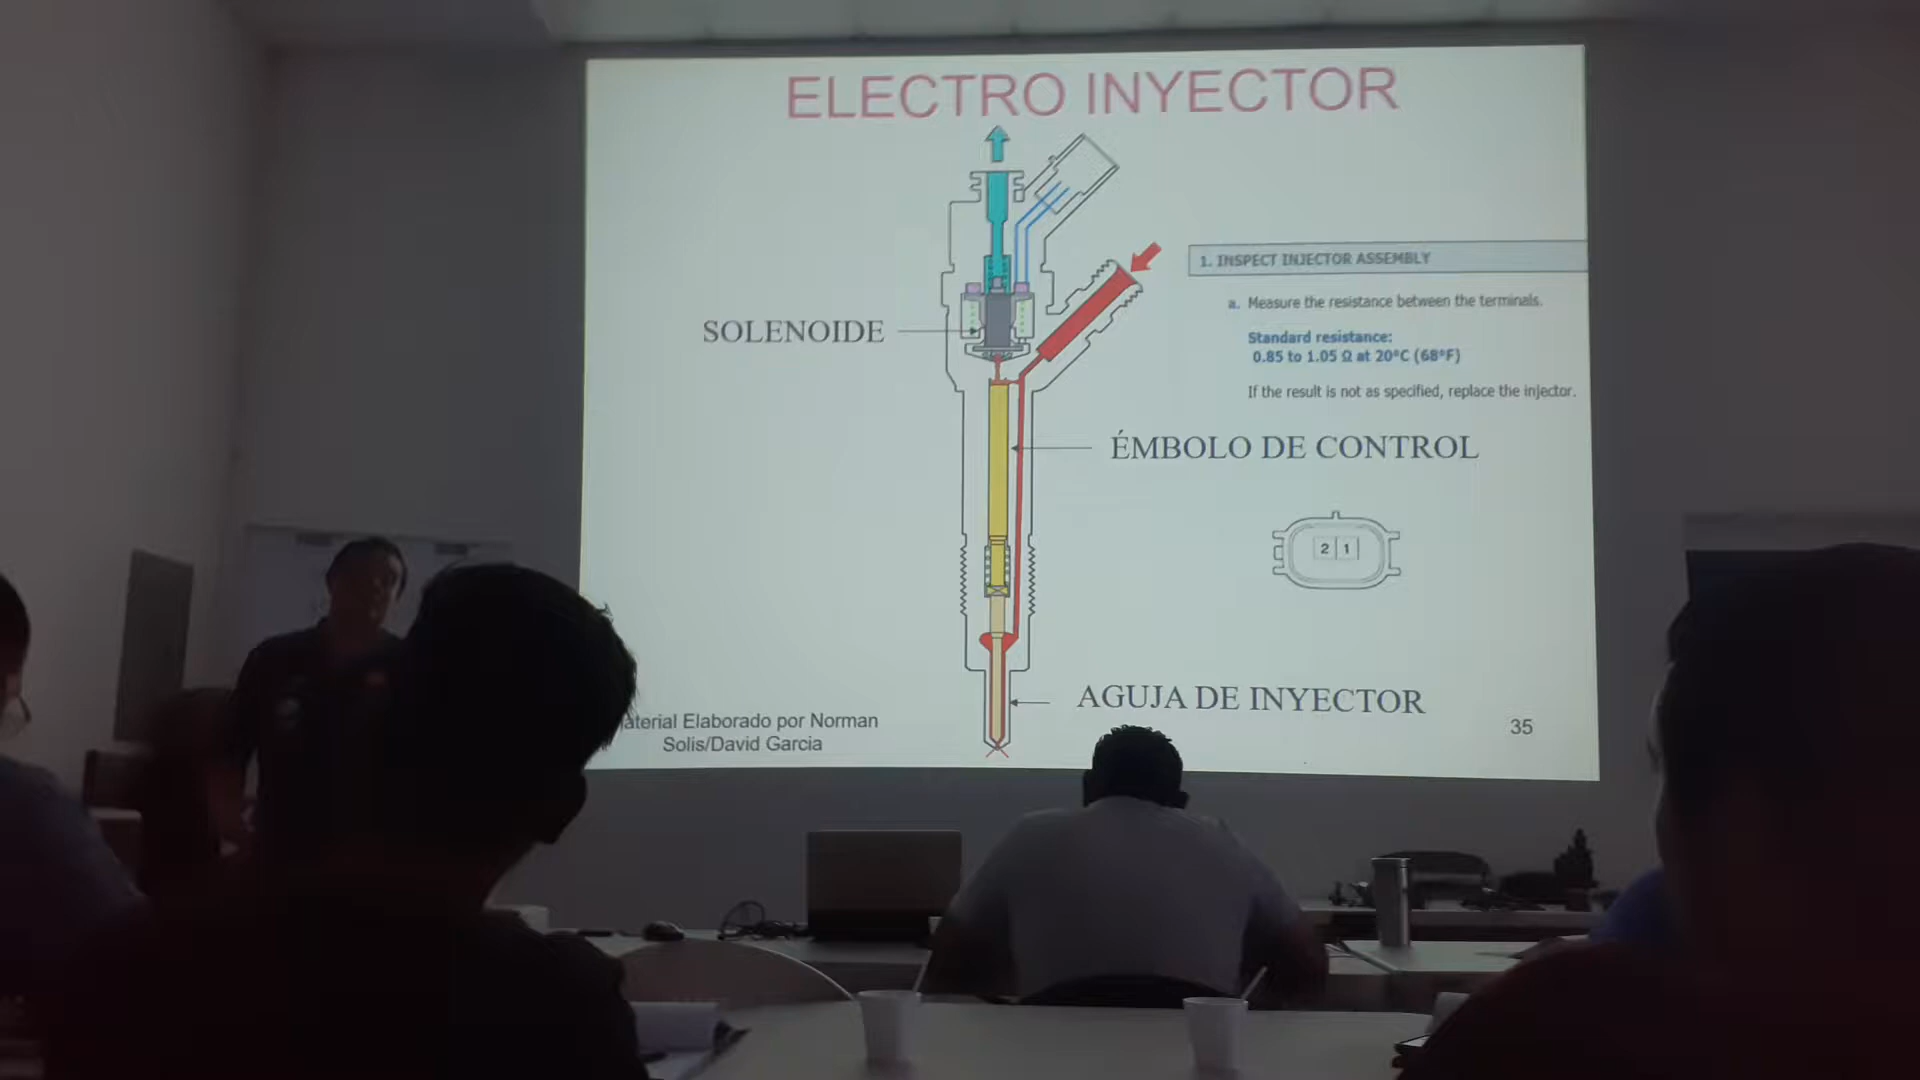 ELECTRO INYECTOR
1. INSPECT INJECTOR ASSEMBLY
a. Measure the resistance between the terminals.
SOLENOIDE
Standard resistance:
0.85 to 1.05 Ω at 20°C (68°F)
If the result is not as specified, replace the injector.
ÉMBOLO DE CONTROL
2 1
AGUJA DE INYECTOR
aterial Elaborado por Norman
Solis/David Garcia
35